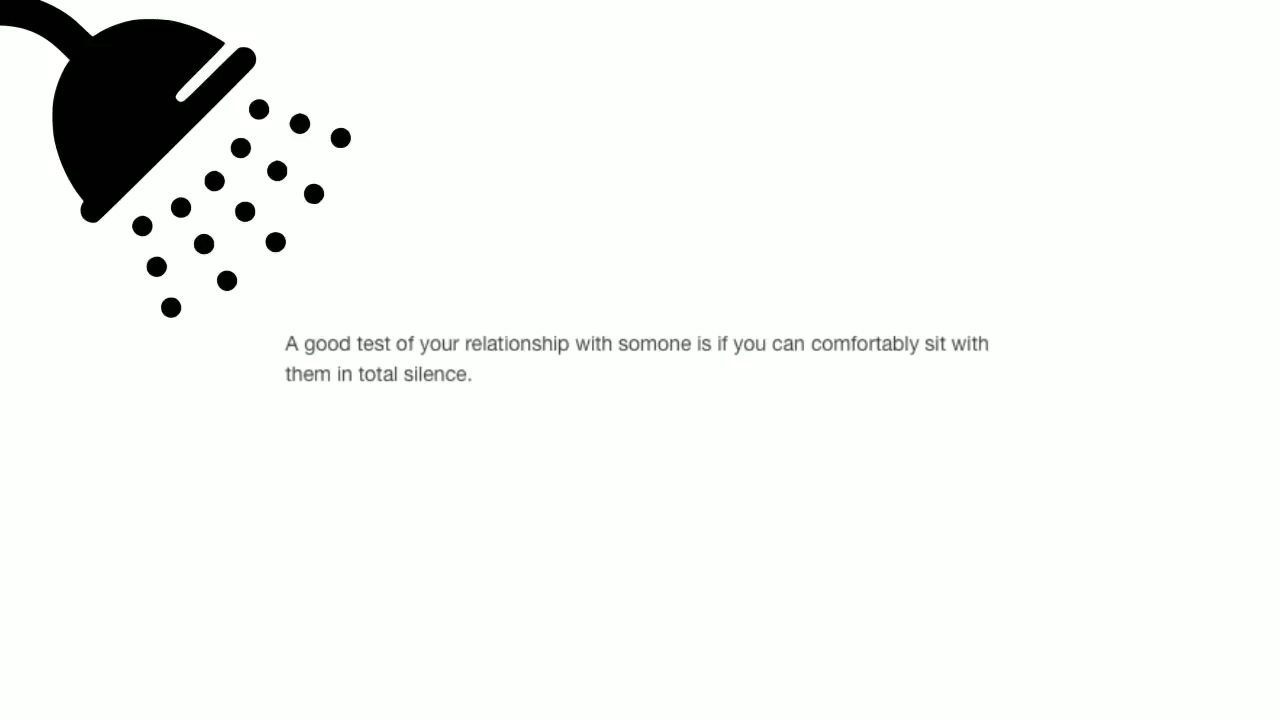 A good test of your relationship with somone is if you can comfortably sit with
them in total silence.